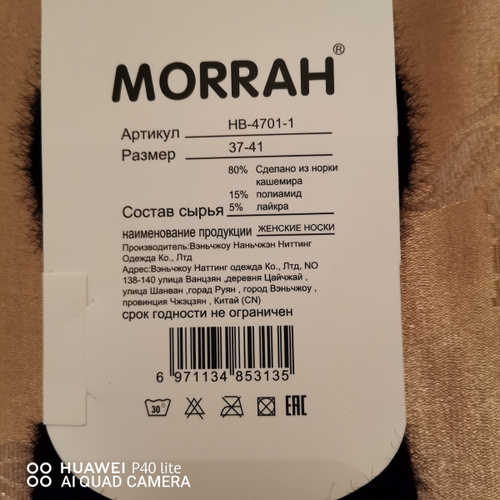 MORRAH®
Артикул HB-4701-1
Размер 37-41
80% Сделано из норки
кашемира
15% полиамид
Состав сырья 5% лайкра
наименование продукции ЖЕНСКИЕ НОСКИ
Производитель:Вэньчжоу Наньчжэн Ниттинг
Одежда Ко., Лтд
Адрес:Вэньчжоу Наттинг одежда Ко., Лтд, NO
138-140 улица Ванцзян ,деревня Цайчжай ,
улица Шанван ,горад Руян , город Вэньчжоу ,
провинция Чжэцзян , Китай (CN)
срок годности не ограничен
6 971134 853135
30° EAC
HUAWEI P40 lite
AI QUAD CAMERA